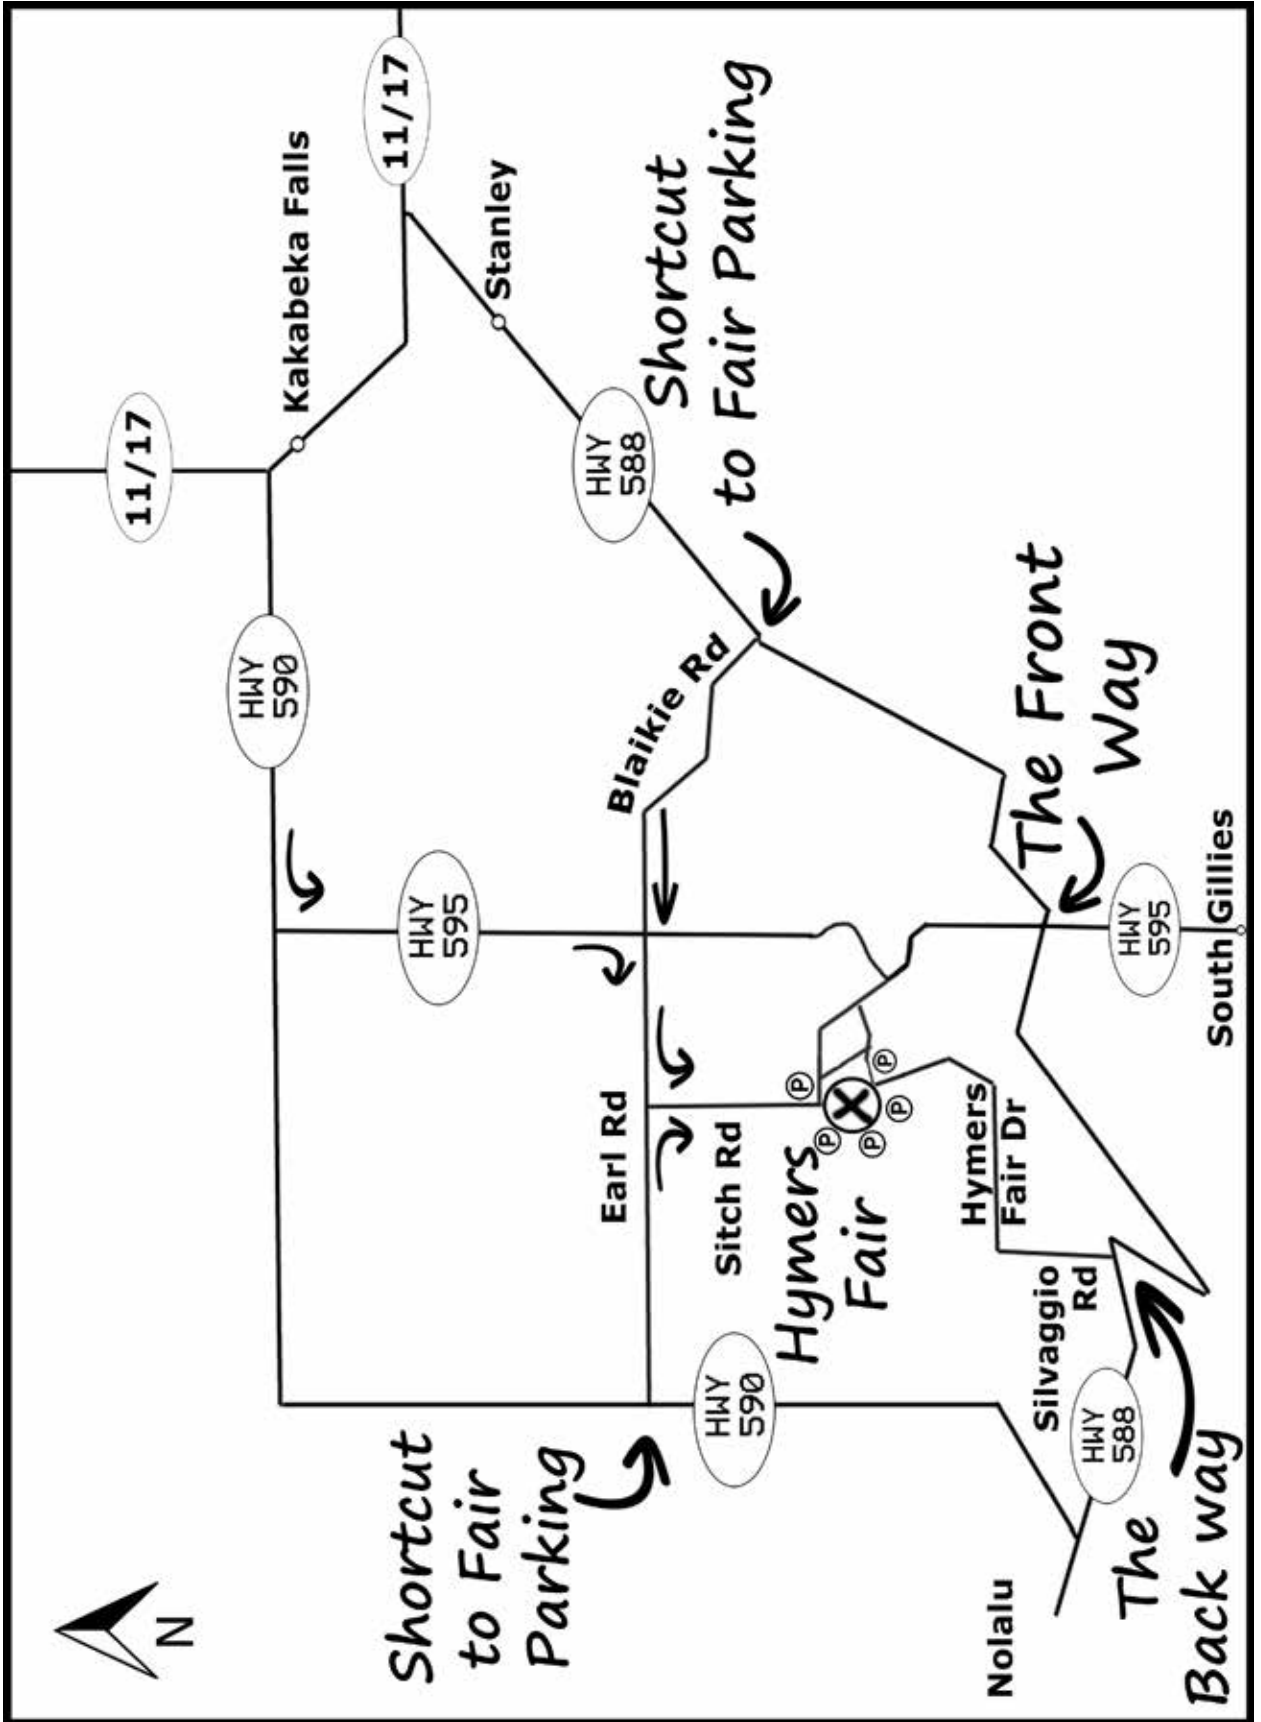 N
11/17
HWY
590
Kakabeka Falls
11/17
Shortcut
to Fair
Parking
HWY
595
Stanley
HWY
588
Earl Rd
Blaikie Rd
Shortcut
to Fair Parking
HWY
590
Sitch Rd
Hymers
Fair
P
P
P
P
P
Hymers
Fair Dr
Nolalu
Silvaggio
Rd
The Front
Way
HWY
588
HWY
595
The
Back way
South Gillies